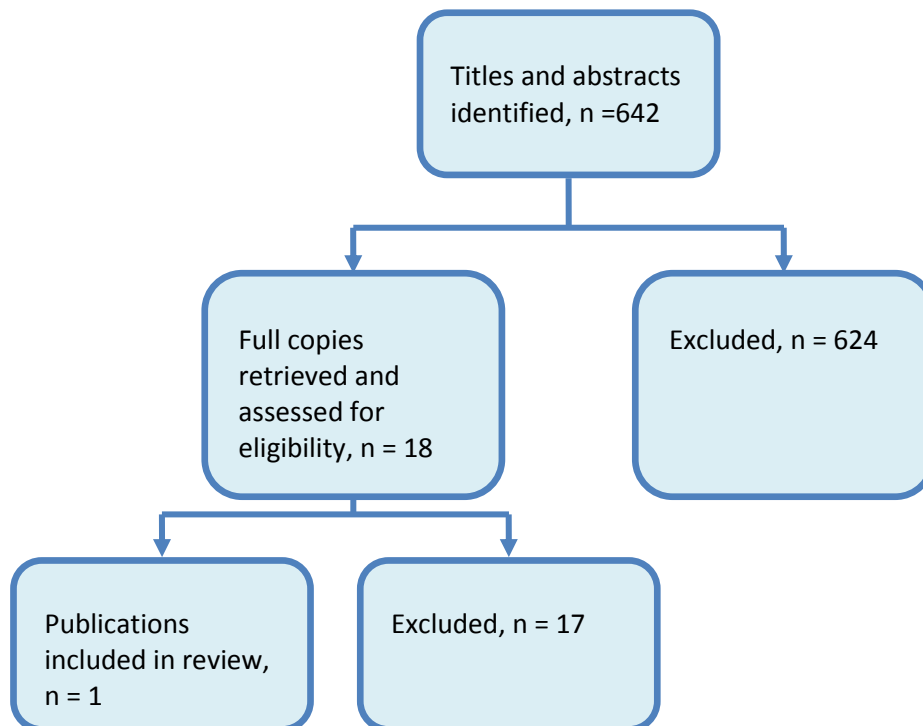 Titles and abstracts
identified, n =642
Full copies
retrieved and
assessed for
eligibility, n = 18
Excluded, n = 624
Publications
included in review,
n = 1
Excluded, n = 17